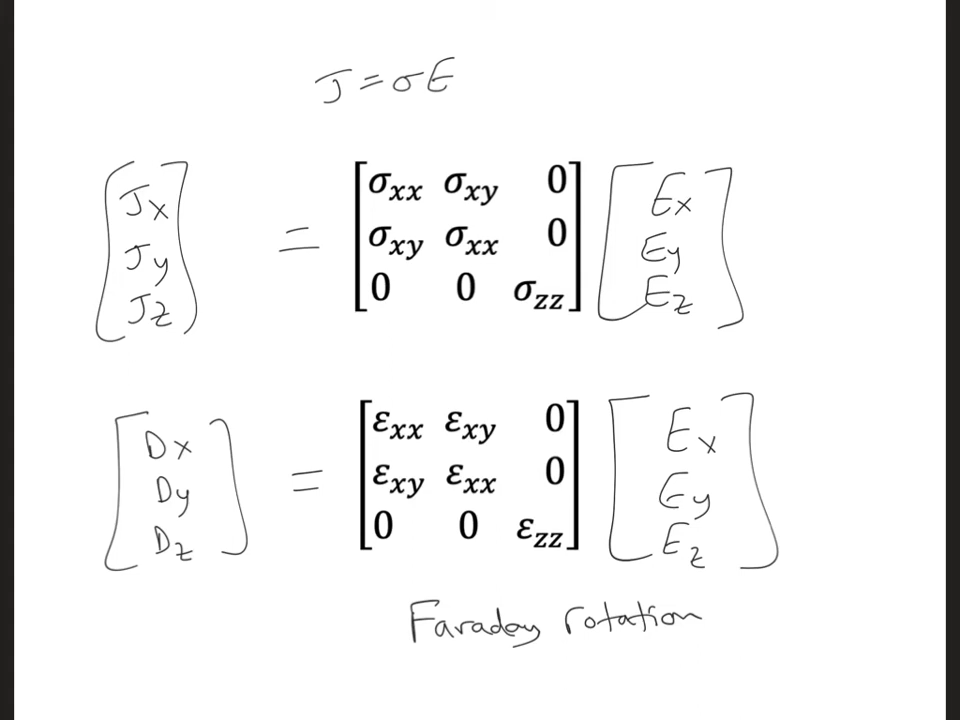 J = σE
[Jx Jy Jz] = [σxx σxy 0; σxy σxx 0; 0 0 σzz] [Ex Ey Ez]
[Dx Dy Dz] = [εxx εxy 0; εxy εxx 0; 0 0 εzz] [Ex Ey Ez]
Faraday rotation